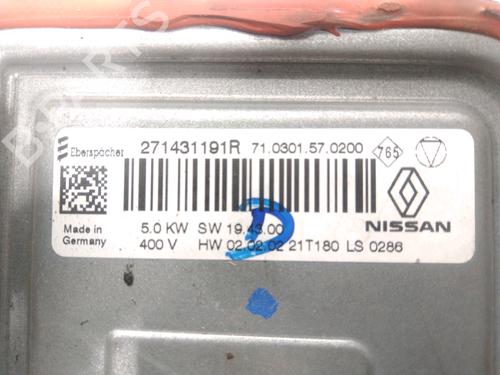 B-PARTS
Eberspächer 271431191R 71.0301.57.0200 765
Made in Germany
5.0 KW SW 19.43.00
400 V HW 02.02.02 21T180 LS 0286
NISSAN
D